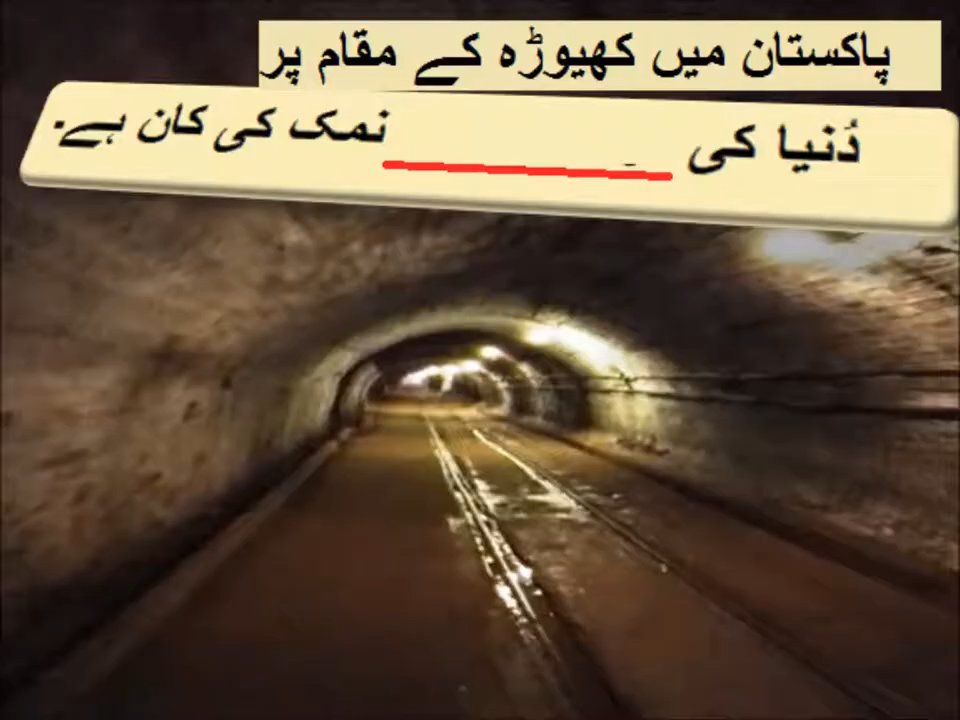 پاکستان میں کھیوڑہ کے مقام پر
دُنیا کی _ نمک کی کان ہے.